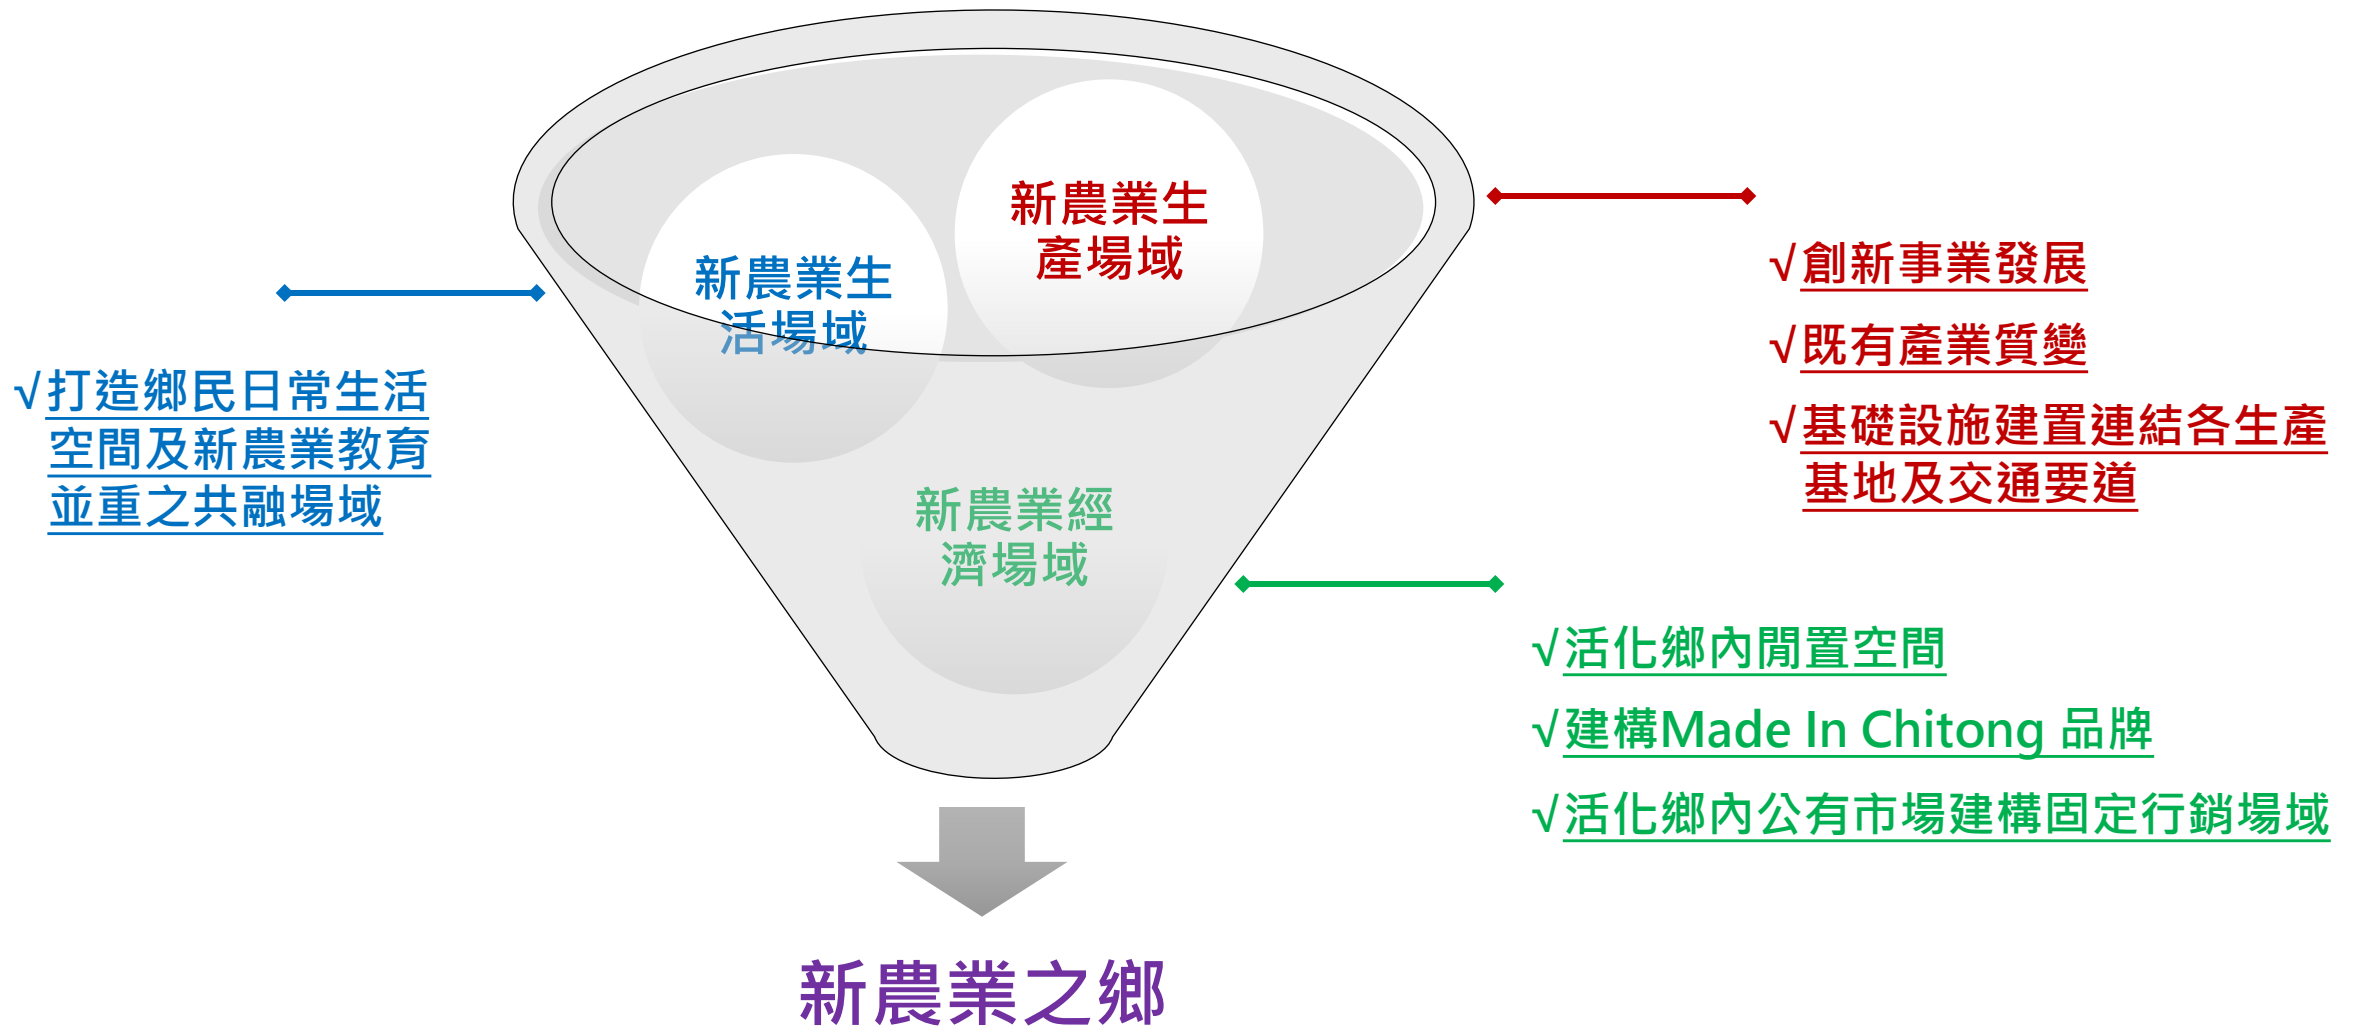 新農業生
產場域
新農業生
活場域
新農業經
濟場域
√打造鄉民日常生活
空間及新農業教育
並重之共融場域
√創新事業發展
√既有產業質變
√基礎設施建置連結各生產
基地及交通要道
√活化鄉內閒置空間
√建構Made In Chitong 品牌
√活化鄉內公有市場建構固定行銷場域
新農業之鄉